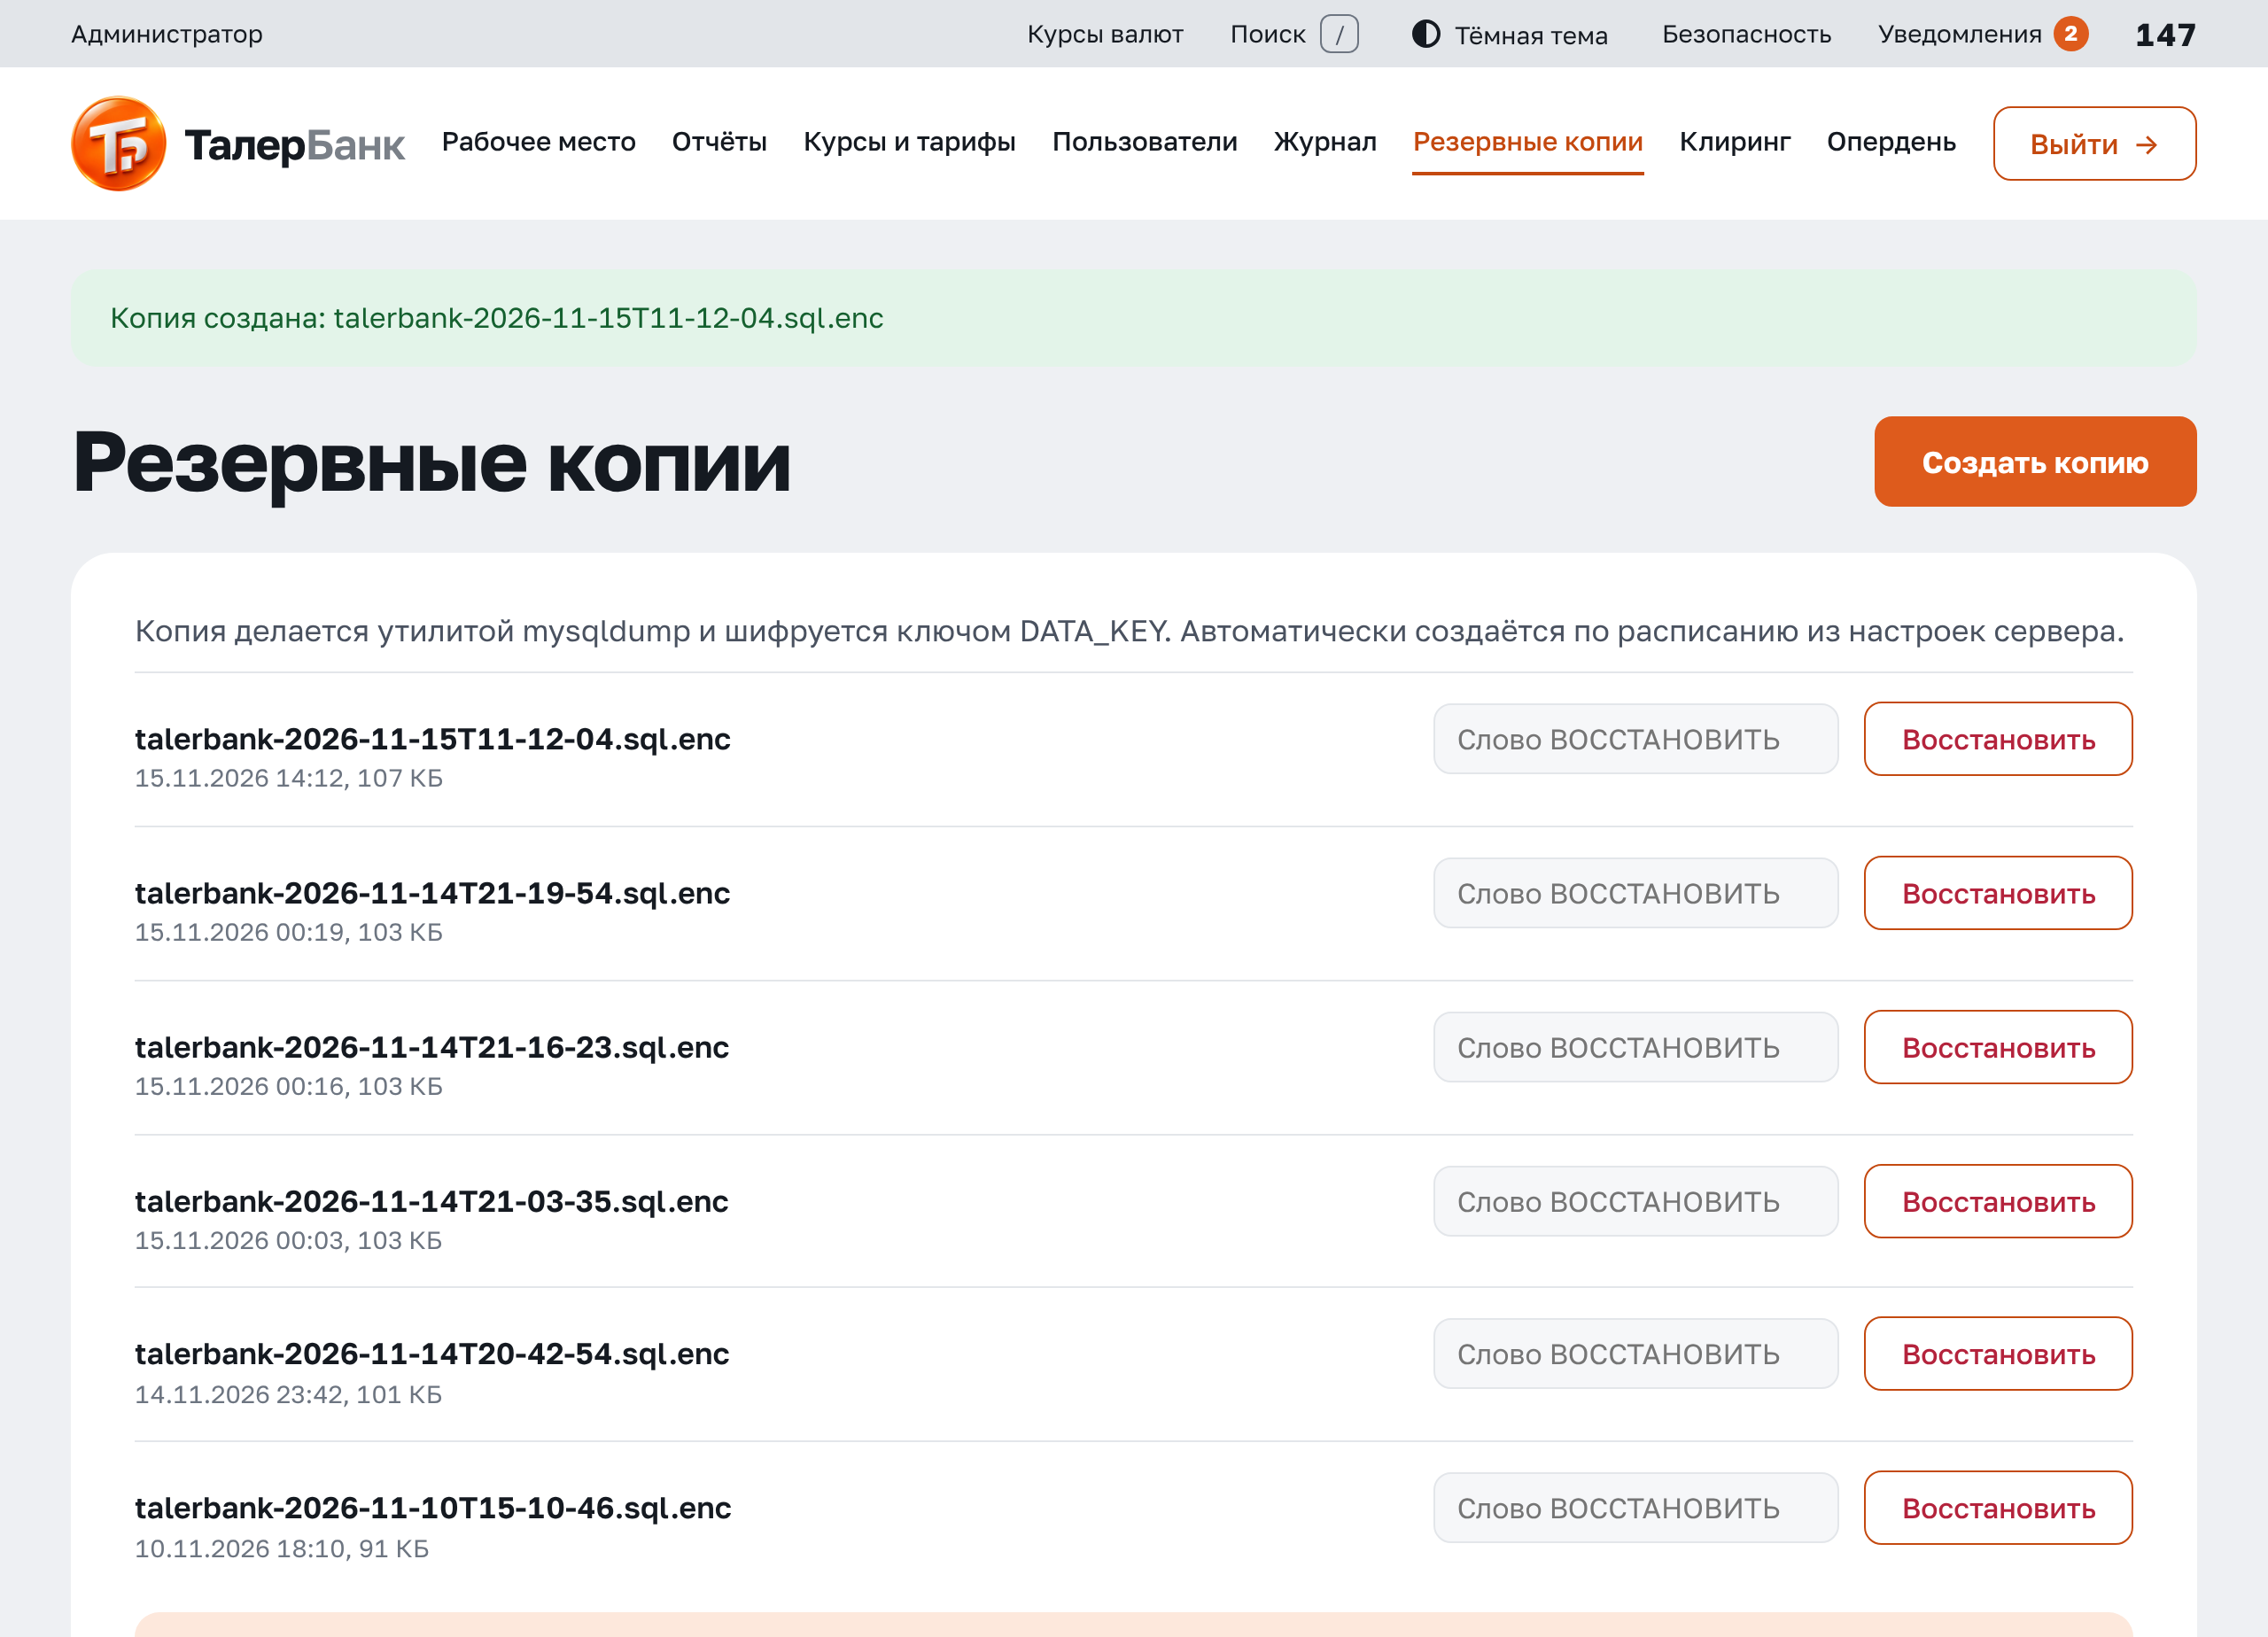 Администратор
Курсы валют
Поиск /
Тёмная тема
Безопасность
Уведомления 2
147
ТБ
ТалерБанк
Рабочее место
Отчёты
Курсы и тарифы
Пользователи
Журнал
Резервные копии
Клиринг
Опердень
Выйти →
Копия создана: talerbank-2026-11-15T11-12-04.sql.enc
Резервные копии
Создать копию
Копия делается утилитой mysqldump и шифруется ключом DATA_KEY. Автоматически создаётся по расписанию из настроек сервера.
talerbank-2026-11-15T11-12-04.sql.enc
15.11.2026 14:12, 107 КБ
Слово ВОССТАНОВИТЬ
Восстановить
talerbank-2026-11-14T21-19-54.sql.enc
15.11.2026 00:19, 103 КБ
Слово ВОССТАНОВИТЬ
Восстановить
talerbank-2026-11-14T21-16-23.sql.enc
15.11.2026 00:16, 103 КБ
Слово ВОССТАНОВИТЬ
Восстановить
talerbank-2026-11-14T21-03-35.sql.enc
15.11.2026 00:03, 103 КБ
Слово ВОССТАНОВИТЬ
Восстановить
talerbank-2026-11-14T20-42-54.sql.enc
14.11.2026 23:42, 101 КБ
Слово ВОССТАНОВИТЬ
Восстановить
talerbank-2026-11-10T15-10-46.sql.enc
10.11.2026 18:10, 91 КБ
Слово ВОССТАНОВИТЬ
Восстановить